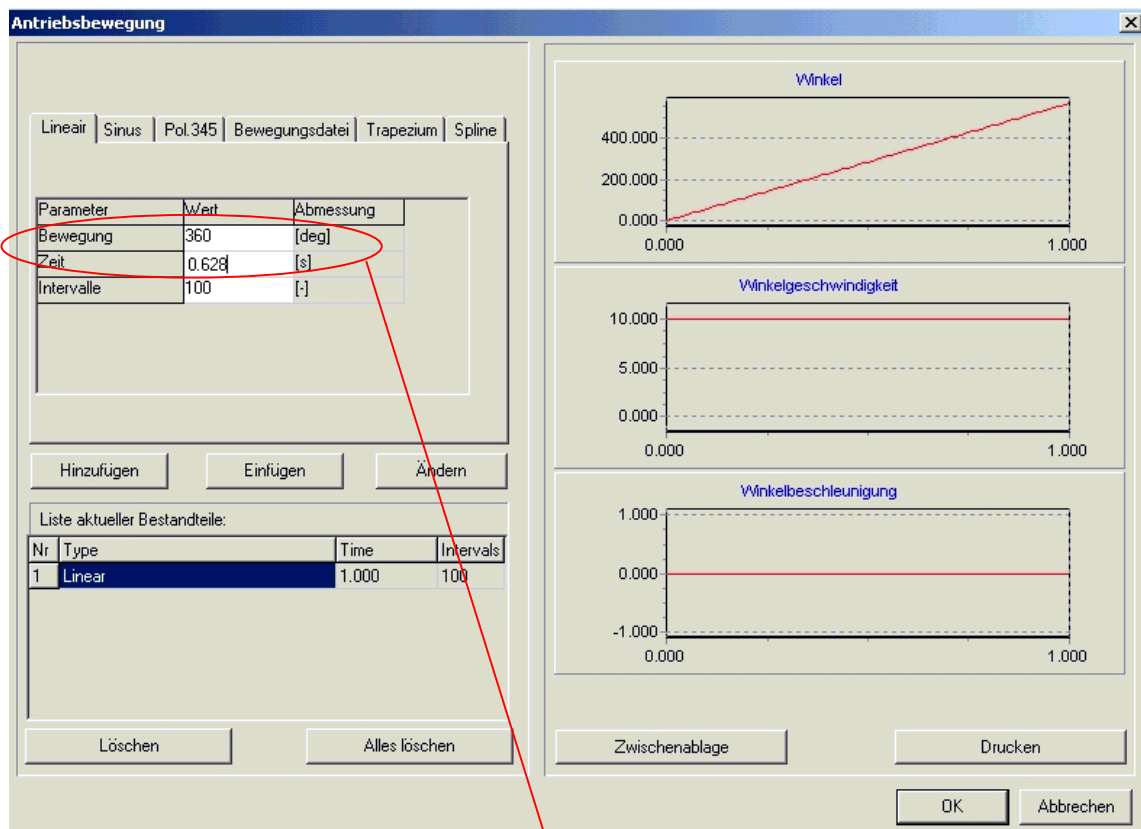 Antriebsbewegung
Lineair Sinus Pol.345 Bewegungsdatei Trapezium Spline
Parameter Wert Abmessung
Bewegung 360 [deg]
Zeit 0.628 [s]
Intervalle 100 [-]
Hinzufügen Einfügen Ändern
Liste aktueller Bestandteile:
Nr Type Time Intervals
1 Linear 1.000 100
Löschen Alles löschen
Winkel
400.000
200.000
0.000
0.000 1.000
Winkelgeschwindigkeit
10.000
5.000
0.000
0.000 1.000
Winkelbeschleunigung
1.000
0.000
-1.000
0.000 1.000
Zwischenablage Drucken
OK Abbrechen